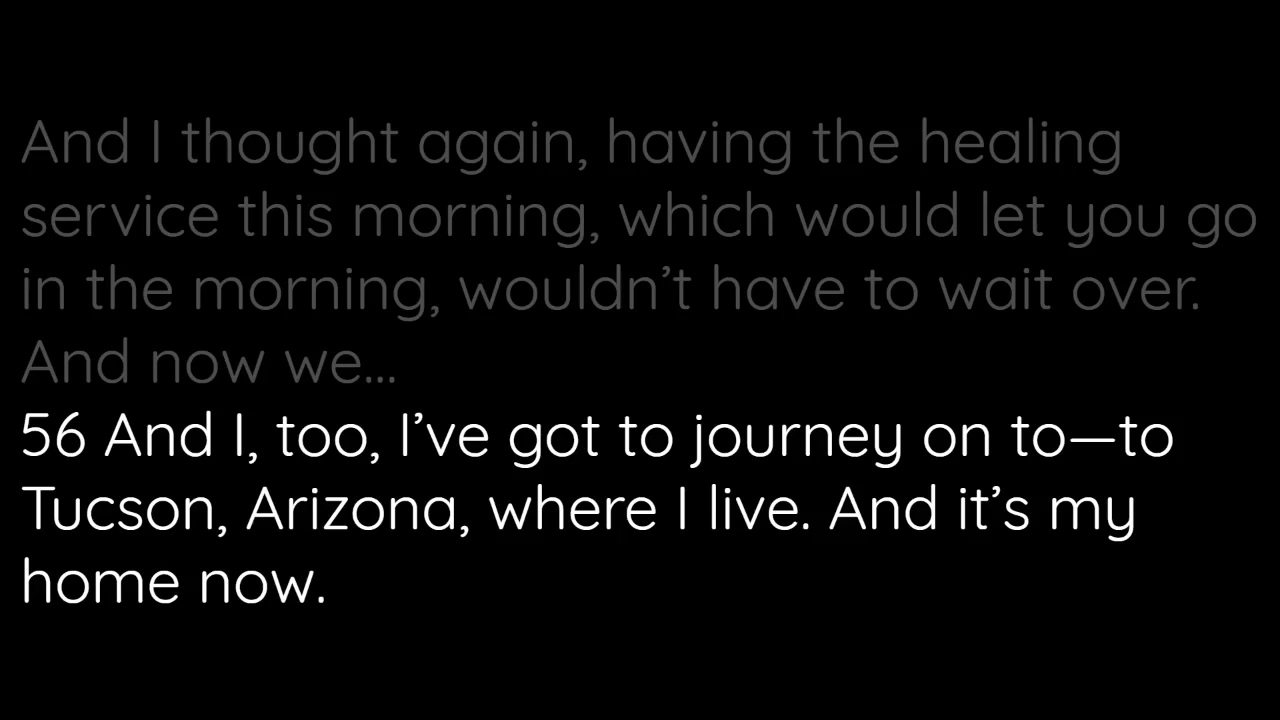 And I thought again, having the healing
service this morning, which would let you go
in the morning, wouldn’t have to wait over.
And now we...
56 And I, too, I’ve got to journey on to—to
Tucson, Arizona, where I live. And it’s my
home now.